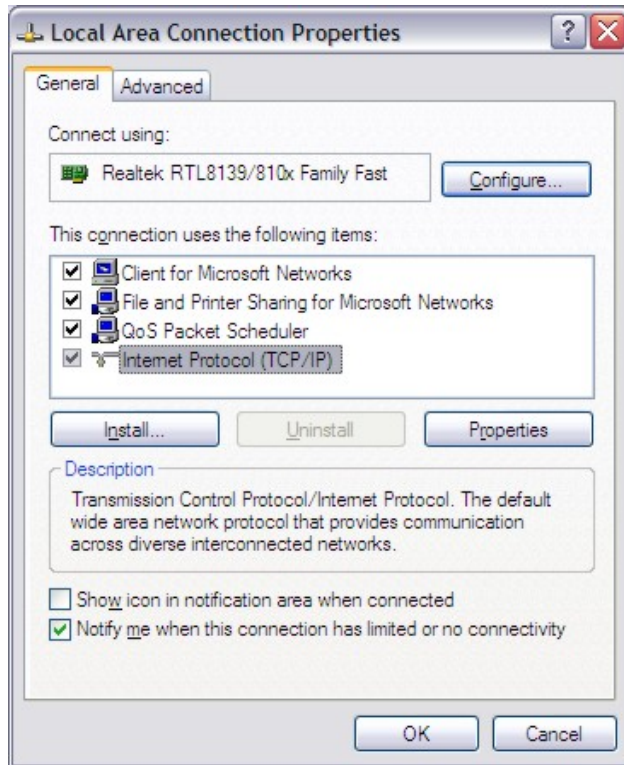 Local Area Connection Properties
?
General
Advanced
Connect using:
Realtek RTL8139/810x Family Fast
Configure...
This connection uses the following items:
Client for Microsoft Networks
File and Printer Sharing for Microsoft Networks
QoS Packet Scheduler
Internet Protocol (TCP/IP)
Install...
Uninstall
Properties
Description
Transmission Control Protocol/Internet Protocol. The default
wide area network protocol that provides communication
across diverse interconnected networks.
Show icon in notification area when connected
Notify me when this connection has limited or no connectivity
OK
Cancel